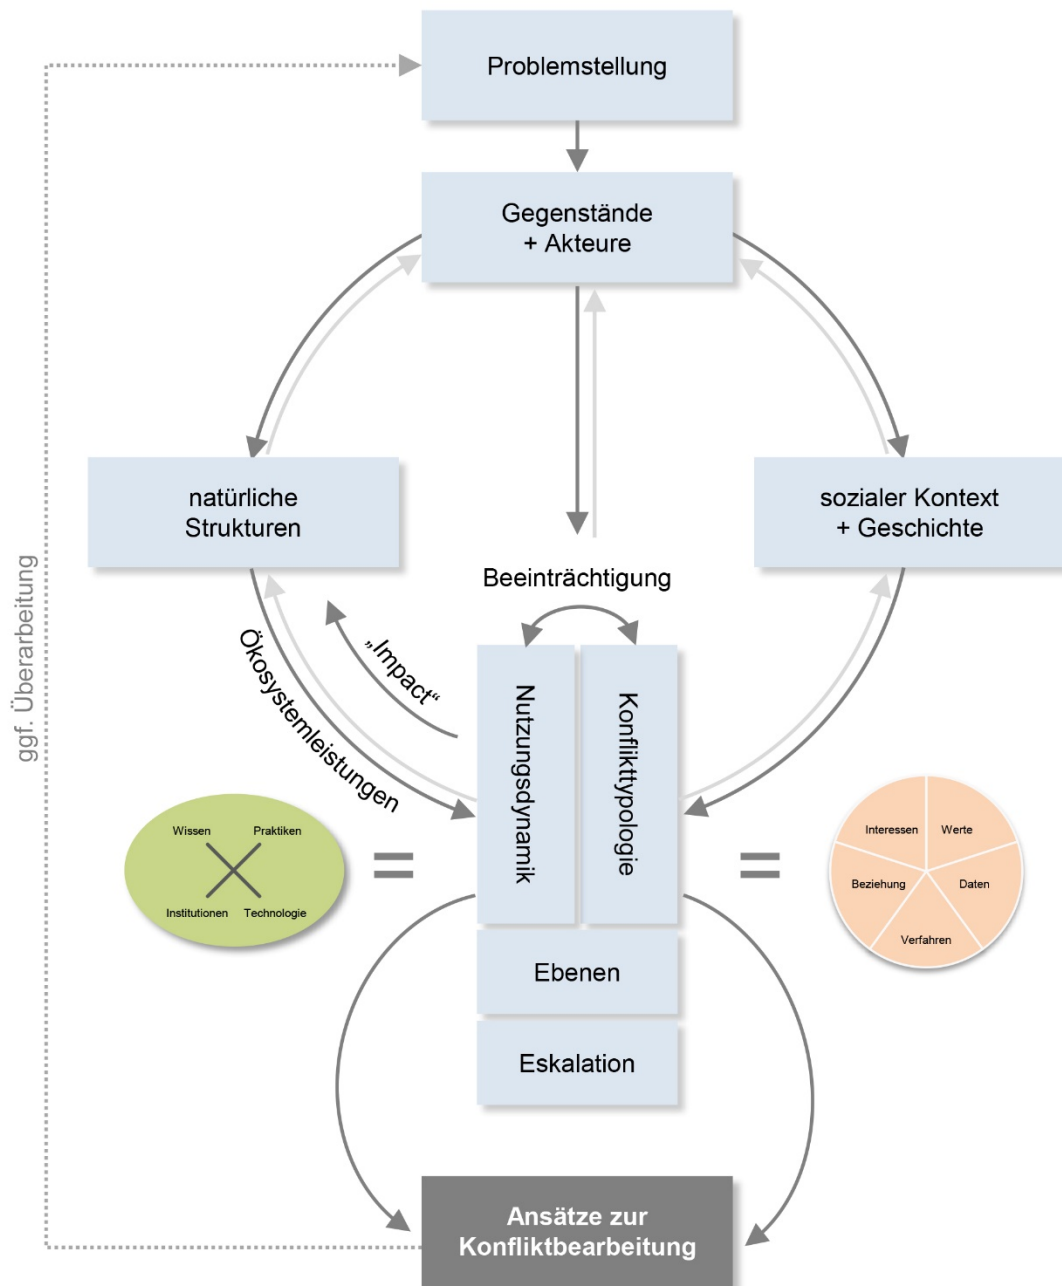 Problemstellung
Gegenstände
+ Akteure
natürliche
Strukturen
sozialer Kontext
+ Geschichte
Beeinträchtigung
„Impact“
Ökosystemleistungen
Nutzungsdynamik
Konflikttypologie
ggf. Überarbeitung
Wissen
Praktiken
Institutionen
Technologie
=
=
Interessen
Werte
Beziehung
Daten
Verfahren
Ebenen
Eskalation
Ansätze zur
Konfliktbearbeitung